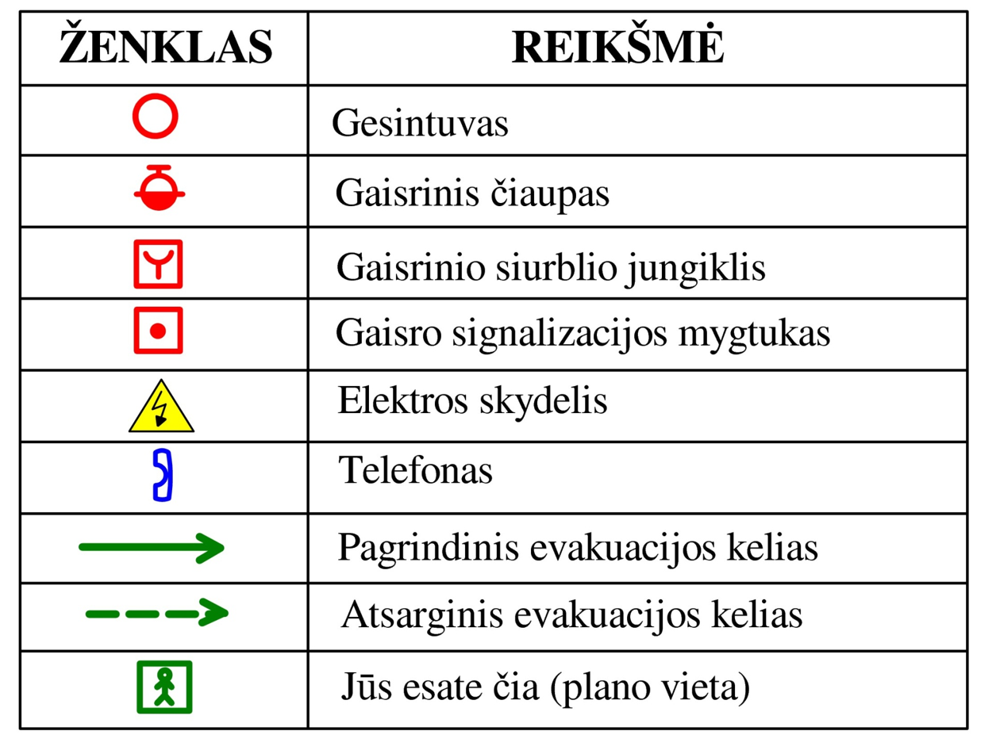 ŽENKLAS REIKŠMĖ
Gesintuvas
Gaisrinis čiaupas
Gaisrinio siurblio jungiklis
Gaisro signalizacijos mygtukas
Elektros skydelis
Telefonas
Pagrindinis evakuacijos kelias
Atsarginis evakuacijos kelias
Jūs esate čia (plano vieta)